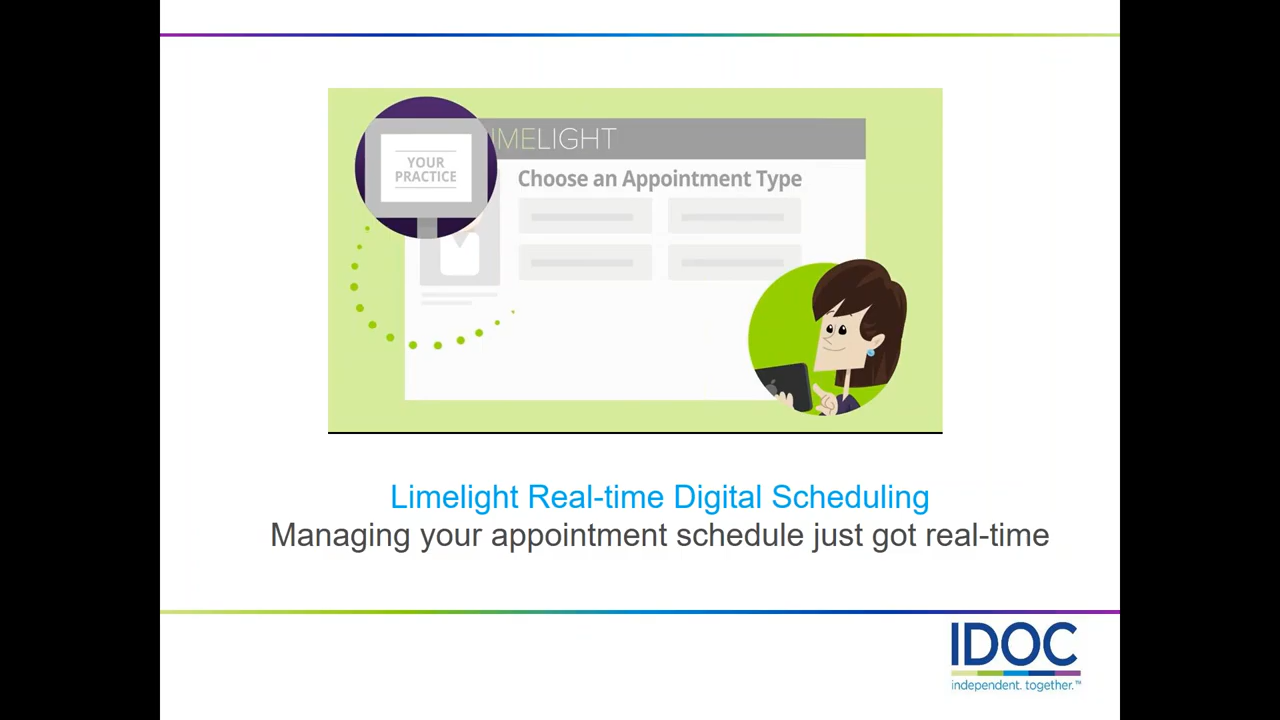 IMELIGHT
YOUR
PRACTICE
Choose an Appointment Type
Limelight Real-time Digital Scheduling
Managing your appointment schedule just got real-time
IDOC
independent. together.™